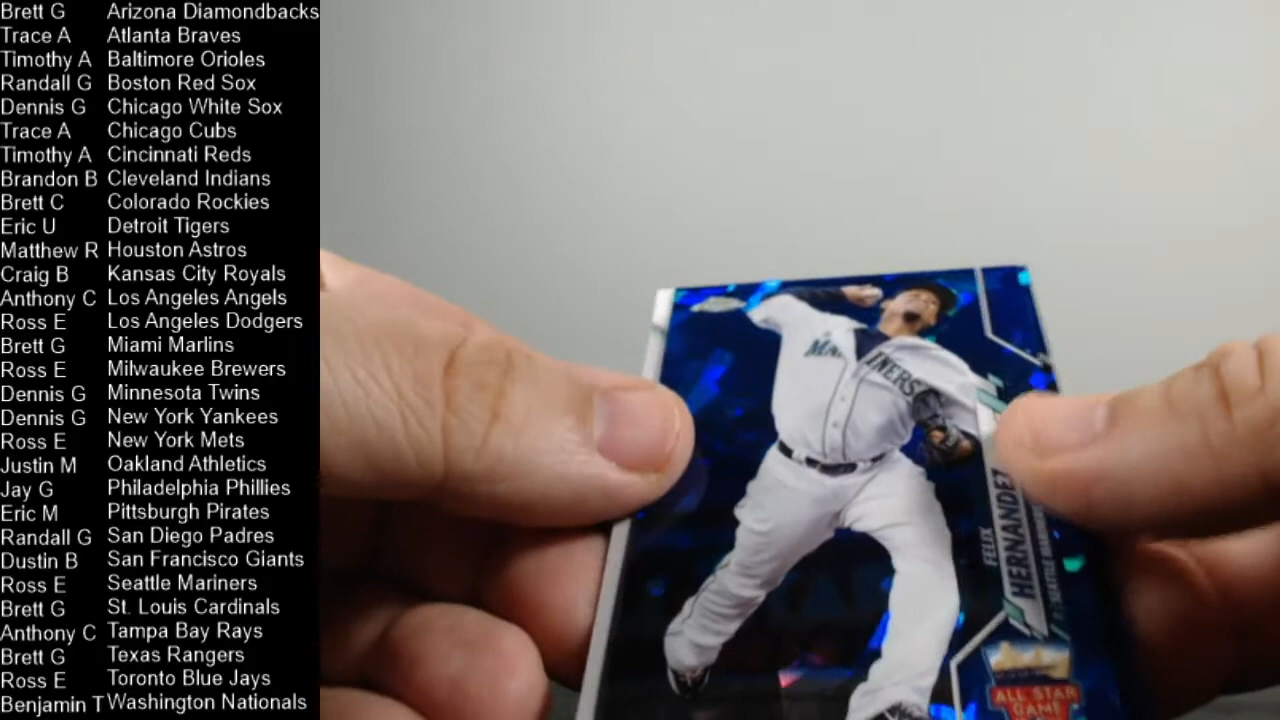 Brett G Arizona Diamondbacks
Trace A Atlanta Braves
Timothy A Baltimore Orioles
Randall G Boston Red Sox
Dennis G Chicago White Sox
Trace A Chicago Cubs
Timothy A Cincinnati Reds
Brandon B Cleveland Indians
Brett C Colorado Rockies
Eric U Detroit Tigers
Matthew R Houston Astros
Craig B Kansas City Royals
Anthony C Los Angeles Angels
Ross E Los Angeles Dodgers
Brett G Miami Marlins
Ross E Milwaukee Brewers
Dennis G Minnesota Twins
Dennis G New York Yankees
Ross E New York Mets
Justin M Oakland Athletics
Jay G Philadelphia Phillies
Eric M Pittsburgh Pirates
Randall G San Diego Padres
Dustin B San Francisco Giants
Ross E Seattle Mariners
Brett G St. Louis Cardinals
Anthony C Tampa Bay Rays
Brett G Texas Rangers
Ross E Toronto Blue Jays
Benjamin T Washington Nationals
MA INERS
FELIX
HERNANDEZ
ALL STAR
GAME